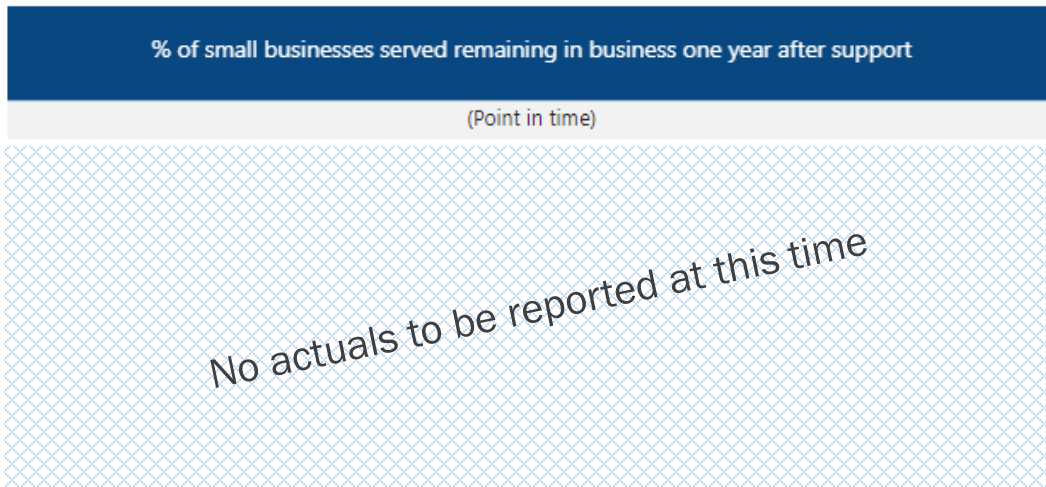 % of small businesses served remaining in business one year after support
(Point in time)
No actuals to be reported at this time